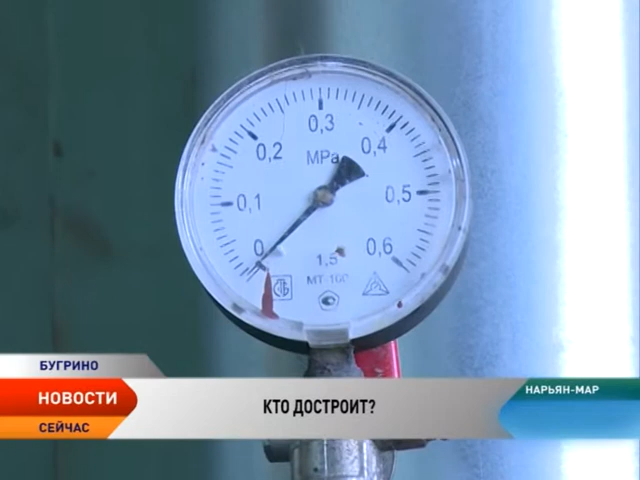 0,3
0,2
0,4
MPa
0,1
0,5
0
0,6
1,5
МТ-100
БУГРИНО
НОВОСТИ
СЕЙЧАС
КТО ДОСТРОИТ?
НАРЬЯН-МАР